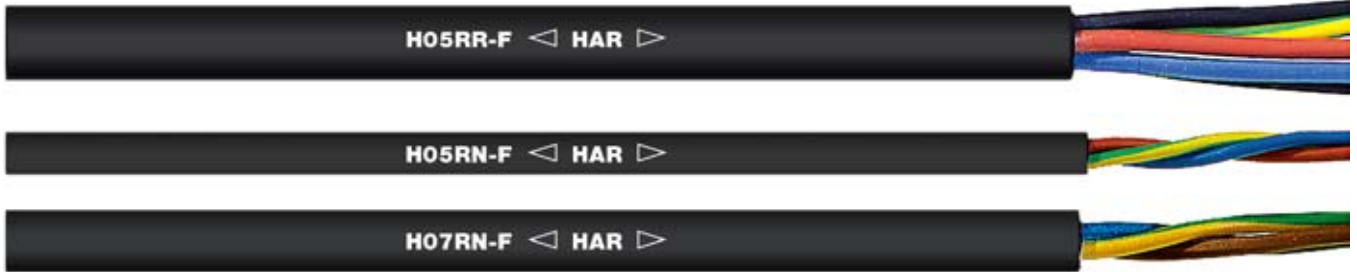 H05RR-F ◁ HAR ▷
H05RN-F ◁ HAR ▷
H07RN-F ◁ HAR ▷